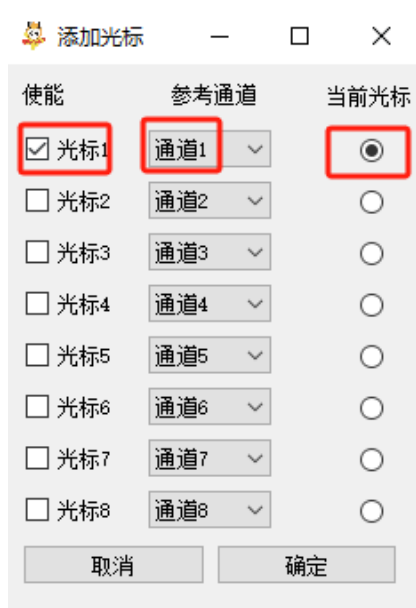 添加光标
使能 参考通道 当前光标
光标1 通道1
光标2 通道2
光标3 通道3
光标4 通道4
光标5 通道5
光标6 通道6
光标7 通道7
光标8 通道8
取消 确定